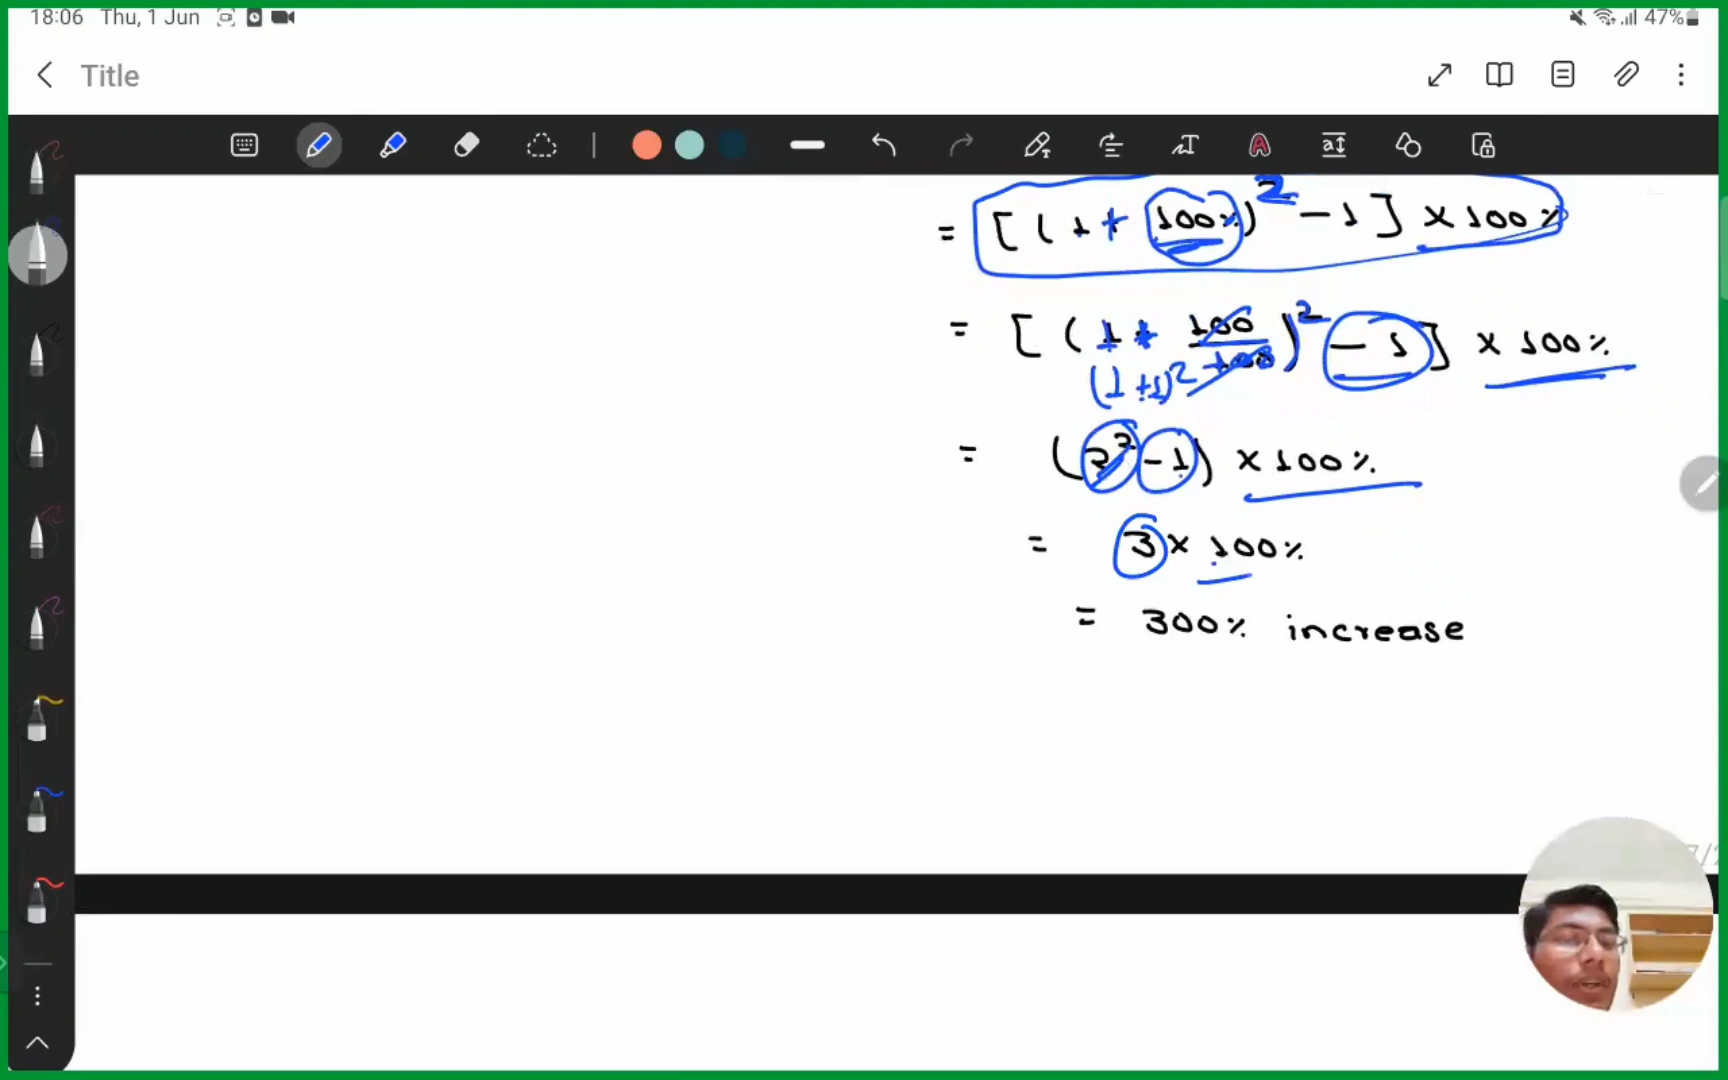 18:06 Thu, 1 Jun 47%
Title
= [ ( 1 + 100% )² - 1 ] × 100%
= [ ( 1 + 100/100 )² - 1 ] × 100%
(1 + 1)²
= ( 2² - 1 ) × 100%
= 3 × 100%
= 300% increase